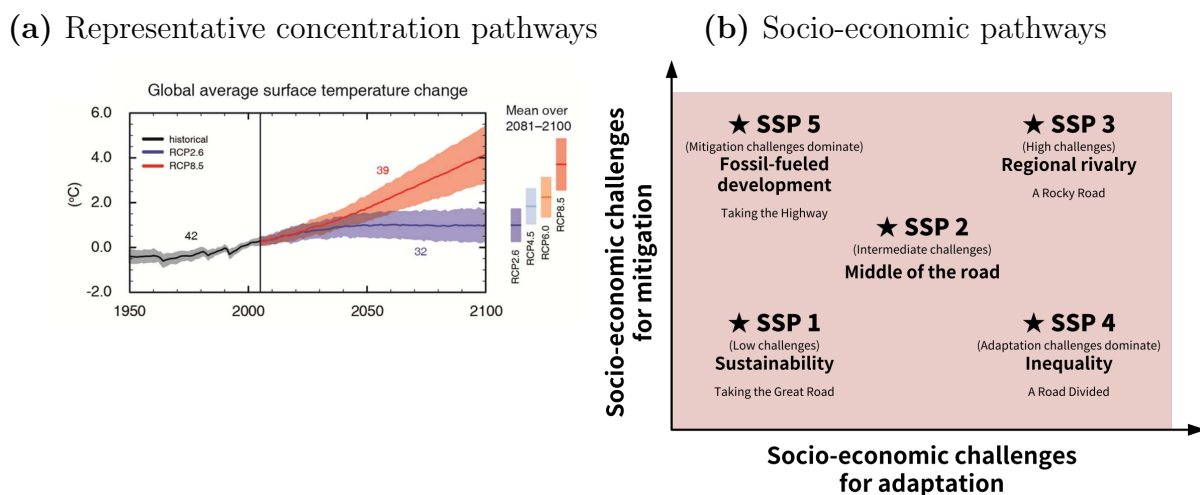 (a) Representative concentration pathways
Global average surface temperature change
Mean over
2081–2100
6.0
4.0
2.0
0.0
-2.0
(°C)
historical
RCP2.6
RCP8.5
42
39
32
1950
2000
2050
2100
RCP2.6
RCP4.5
RCP6.0
RCP8.5
(b) Socio-economic pathways
Socio-economic challenges
for mitigation
★ SSP 5
(Mitigation challenges dominate)
Fossil-fueled
development
Taking the Highway
★ SSP 3
(High challenges)
Regional rivalry
A Rocky Road
★ SSP 2
(Intermediate challenges)
Middle of the road
★ SSP 1
(Low challenges)
Sustainability
Taking the Great Road
★ SSP 4
(Adaptation challenges dominate)
Inequality
A Road Divided
Socio-economic challenges
for adaptation